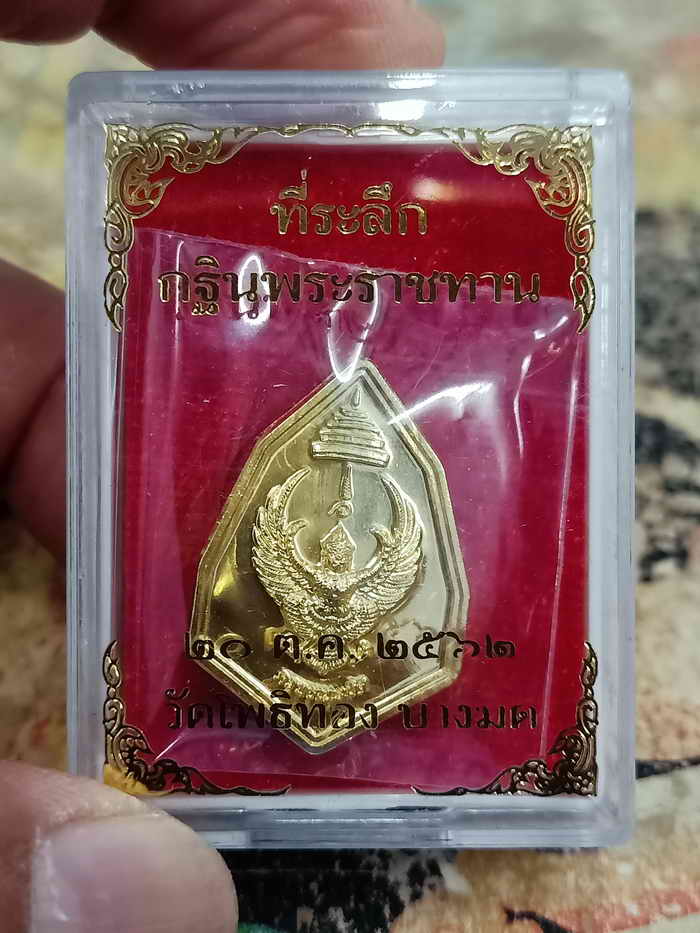 ที่ระลึก
กฐินพระราชทาน
๒๐ ต.ค. ๒๕๖๒
วัดโพธิทอง บางมด